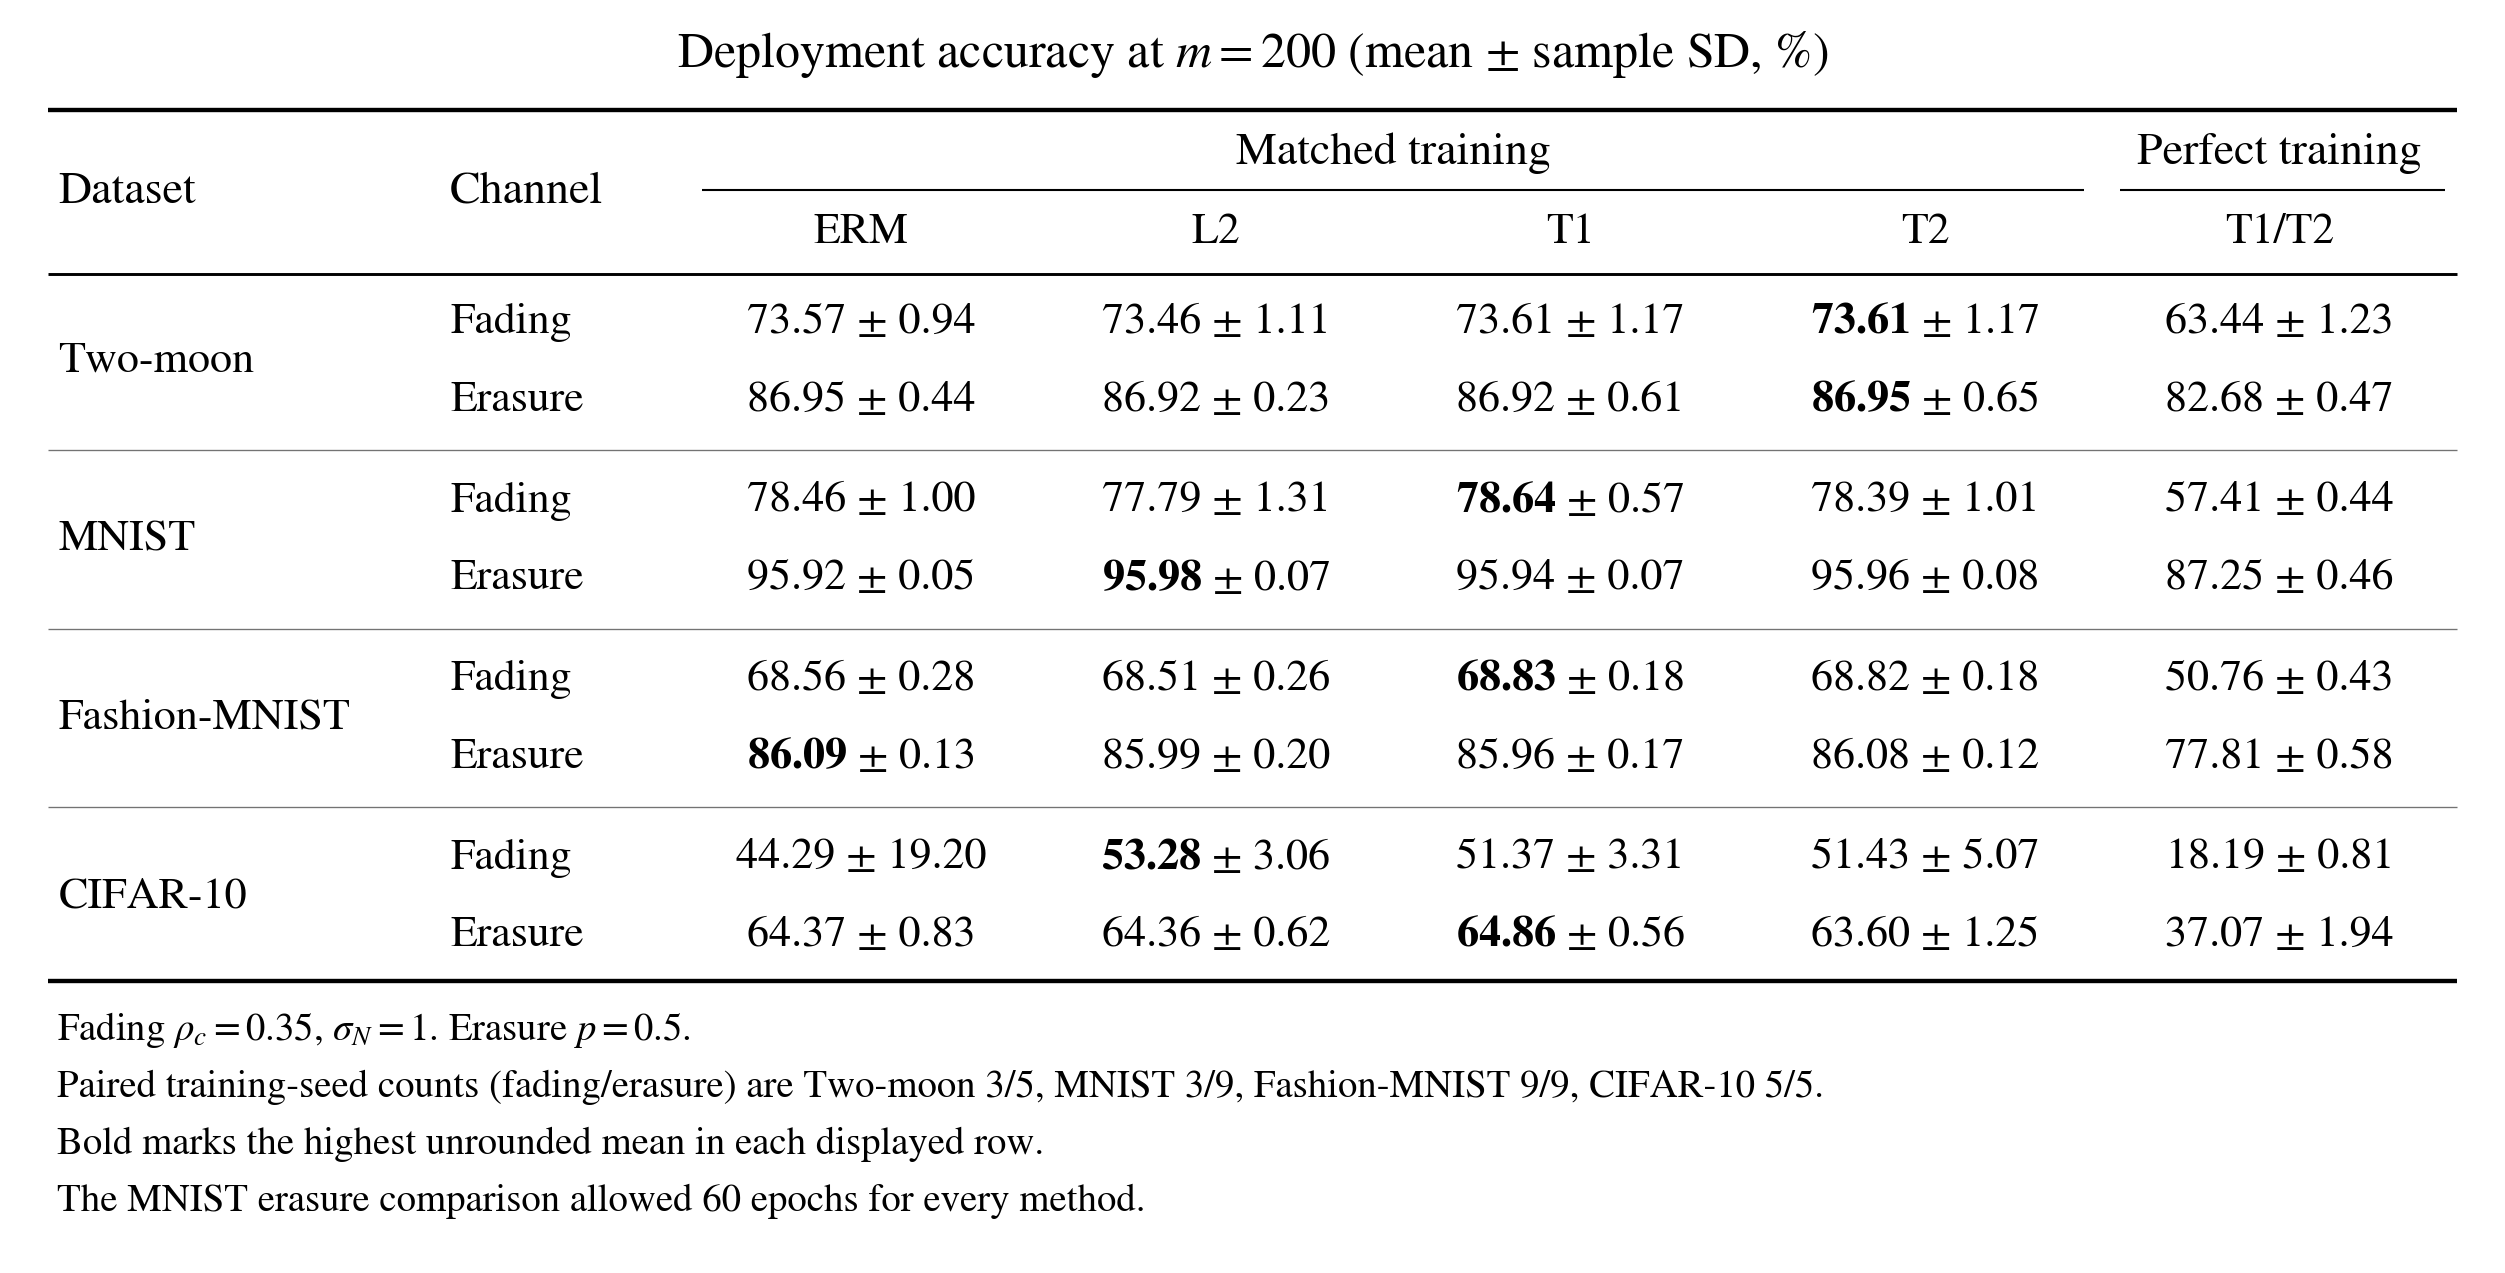 Deployment accuracy at m = 200 (mean ± sample SD, %)
Dataset Channel Matched training Perfect training
ERM L2 T1 T2 T1/T2
Two-moon
Fading 73.57 ± 0.94 73.46 ± 1.11 73.61 ± 1.17 73.61 ± 1.17 63.44 ± 1.23
Erasure 86.95 ± 0.44 86.92 ± 0.23 86.92 ± 0.61 86.95 ± 0.65 82.68 ± 0.47
MNIST
Fading 78.46 ± 1.00 77.79 ± 1.31 78.64 ± 0.57 78.39 ± 1.01 57.41 ± 0.44
Erasure 95.92 ± 0.05 95.98 ± 0.07 95.94 ± 0.07 95.96 ± 0.08 87.25 ± 0.46
Fashion-MNIST
Fading 68.56 ± 0.28 68.51 ± 0.26 68.83 ± 0.18 68.82 ± 0.18 50.76 ± 0.43
Erasure 86.09 ± 0.13 85.99 ± 0.20 85.96 ± 0.17 86.08 ± 0.12 77.81 ± 0.58
CIFAR-10
Fading 44.29 ± 19.20 53.28 ± 3.06 51.37 ± 3.31 51.43 ± 5.07 18.19 ± 0.81
Erasure 64.37 ± 0.83 64.36 ± 0.62 64.86 ± 0.56 63.60 ± 1.25 37.07 ± 1.94
Fading ρc = 0.35, σN = 1. Erasure p = 0.5.
Paired training-seed counts (fading/erasure) are Two-moon 3/5, MNIST 3/9, Fashion-MNIST 9/9, CIFAR-10 5/5.
Bold marks the highest unrounded mean in each displayed row.
The MNIST erasure comparison allowed 60 epochs for every method.